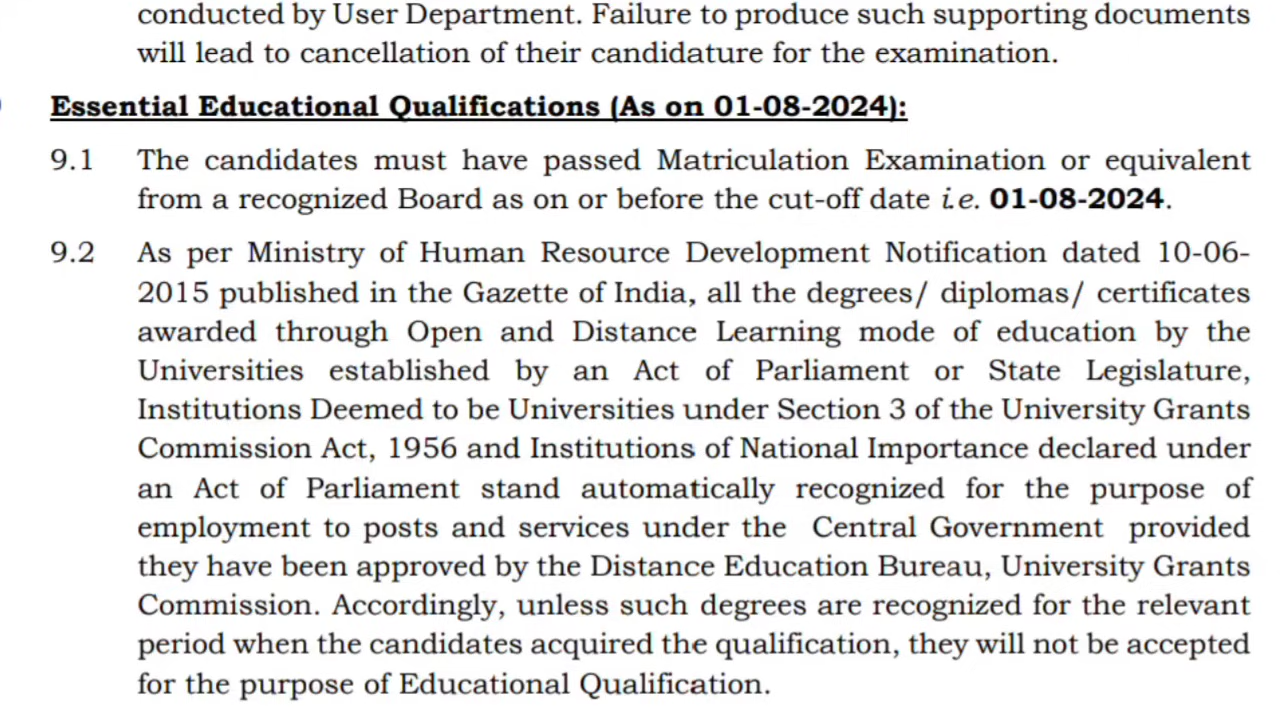 conducted by User Department. Failure to produce such supporting documents
will lead to cancellation of their candidature for the examination.
Essential Educational Qualifications (As on 01-08-2024):
9.1 The candidates must have passed Matriculation Examination or equivalent
from a recognized Board as on or before the cut-off date i.e. 01-08-2024.
9.2 As per Ministry of Human Resource Development Notification dated 10-06-
2015 published in the Gazette of India, all the degrees/ diplomas/ certificates
awarded through Open and Distance Learning mode of education by the
Universities established by an Act of Parliament or State Legislature,
Institutions Deemed to be Universities under Section 3 of the University Grants
Commission Act, 1956 and Institutions of National Importance declared under
an Act of Parliament stand automatically recognized for the purpose of
employment to posts and services under the Central Government provided
they have been approved by the Distance Education Bureau, University Grants
Commission. Accordingly, unless such degrees are recognized for the relevant
period when the candidates acquired the qualification, they will not be accepted
for the purpose of Educational Qualification.